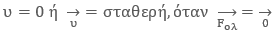 υ = 0 ή →υ = σταθερή, όταν →Fολ = →0